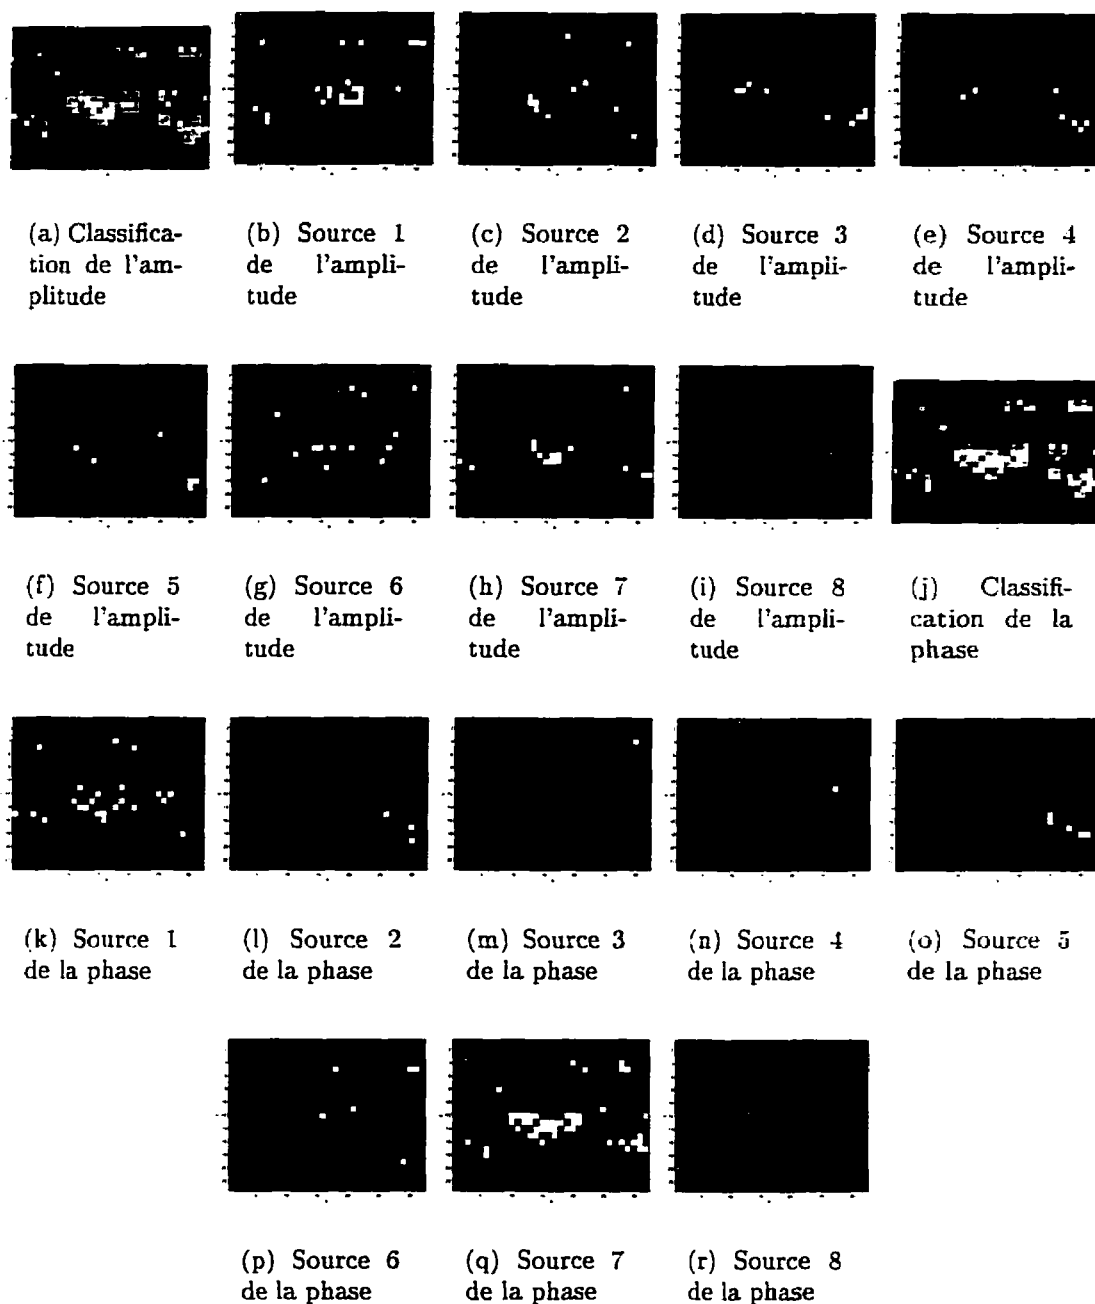 (a) Classifica-
tion de l'am-
plitude
(b) Source 1
de l'ampli-
tude
(c) Source 2
de l'ampli-
tude
(d) Source 3
de l'ampli-
tude
(e) Source 4
de l'ampli-
tude
(f) Source 5
de l'ampli-
tude
(g) Source 6
de l'ampli-
tude
(h) Source 7
de l'ampli-
tude
(i) Source 8
de l'ampli-
tude
(j) Classifi-
cation de la
phase
(k) Source 1
de la phase
(l) Source 2
de la phase
(m) Source 3
de la phase
(n) Source 4
de la phase
(o) Source 5
de la phase
(p) Source 6
de la phase
(q) Source 7
de la phase
(r) Source 8
de la phase